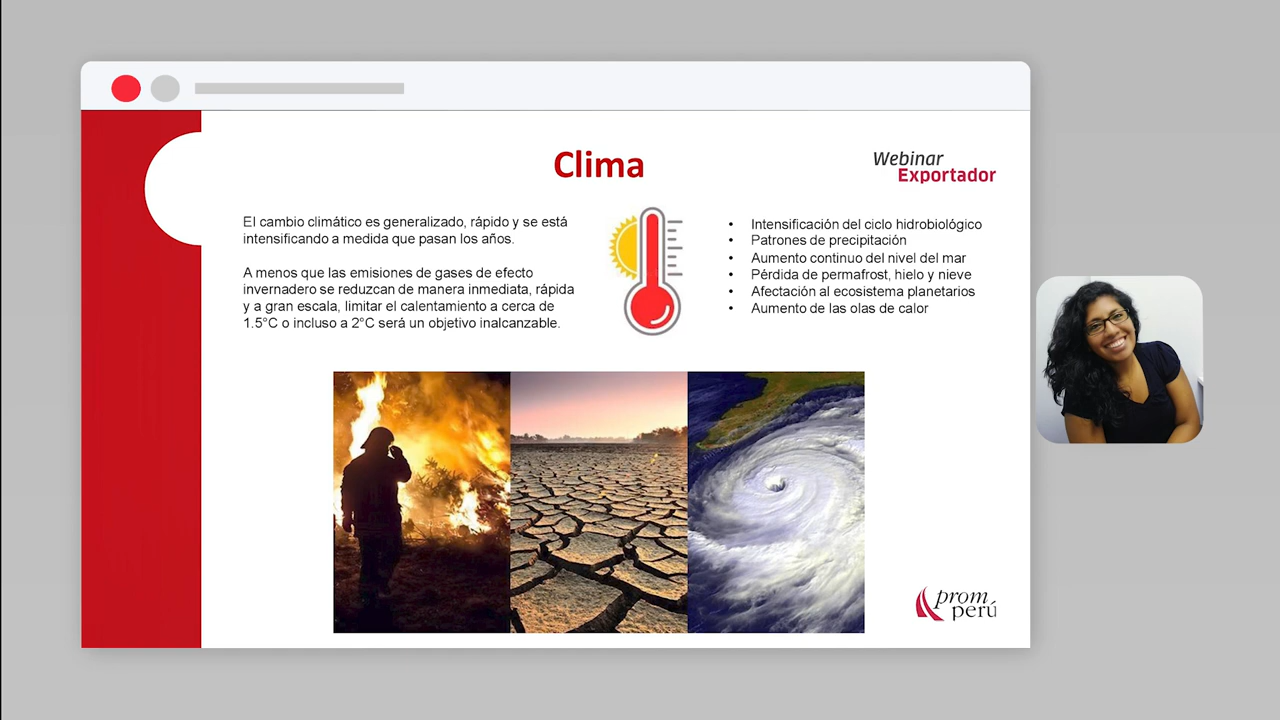 Clima
Webinar
Exportador
El cambio climático es generalizado, rápido y se está
intensificando a medida que pasan los años.
A menos que las emisiones de gases de efecto
invernadero se reduzcan de manera inmediata, rápida
y a gran escala, limitar el calentamiento a cerca de
1.5°C o incluso a 2°C será un objetivo inalcanzable.
• Intensificación del ciclo hidrobiológico
• Patrones de precipitación
• Aumento continuo del nivel del mar
• Pérdida de permafrost, hielo y nieve
• Afectación al ecosistema planetarios
• Aumento de las olas de calor
prom
perú